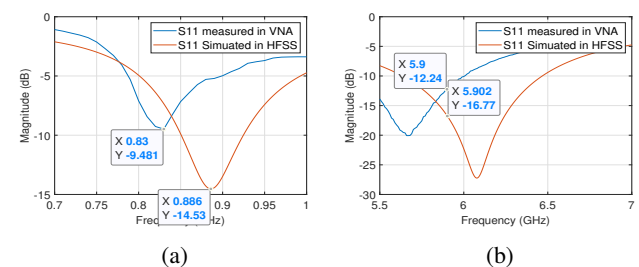 0
-5
-10
-15
Magnitude (dB)
0.7
0.75
0.8
0.9
0.95
1
S11 measured in VNA
S11 Simuated in HFSS
X 0.83
Y -9.481
X 0.886
Y -14.53
(a)
0
-5
-10
-15
-20
-25
-30
Magnitude (dB)
5.5
6
6.5
7
Frequency (GHz)
S11 measured in VNA
S11 Simuated in HFSS
X 5.9
Y -12.24
X 5.902
Y -16.77
(b)